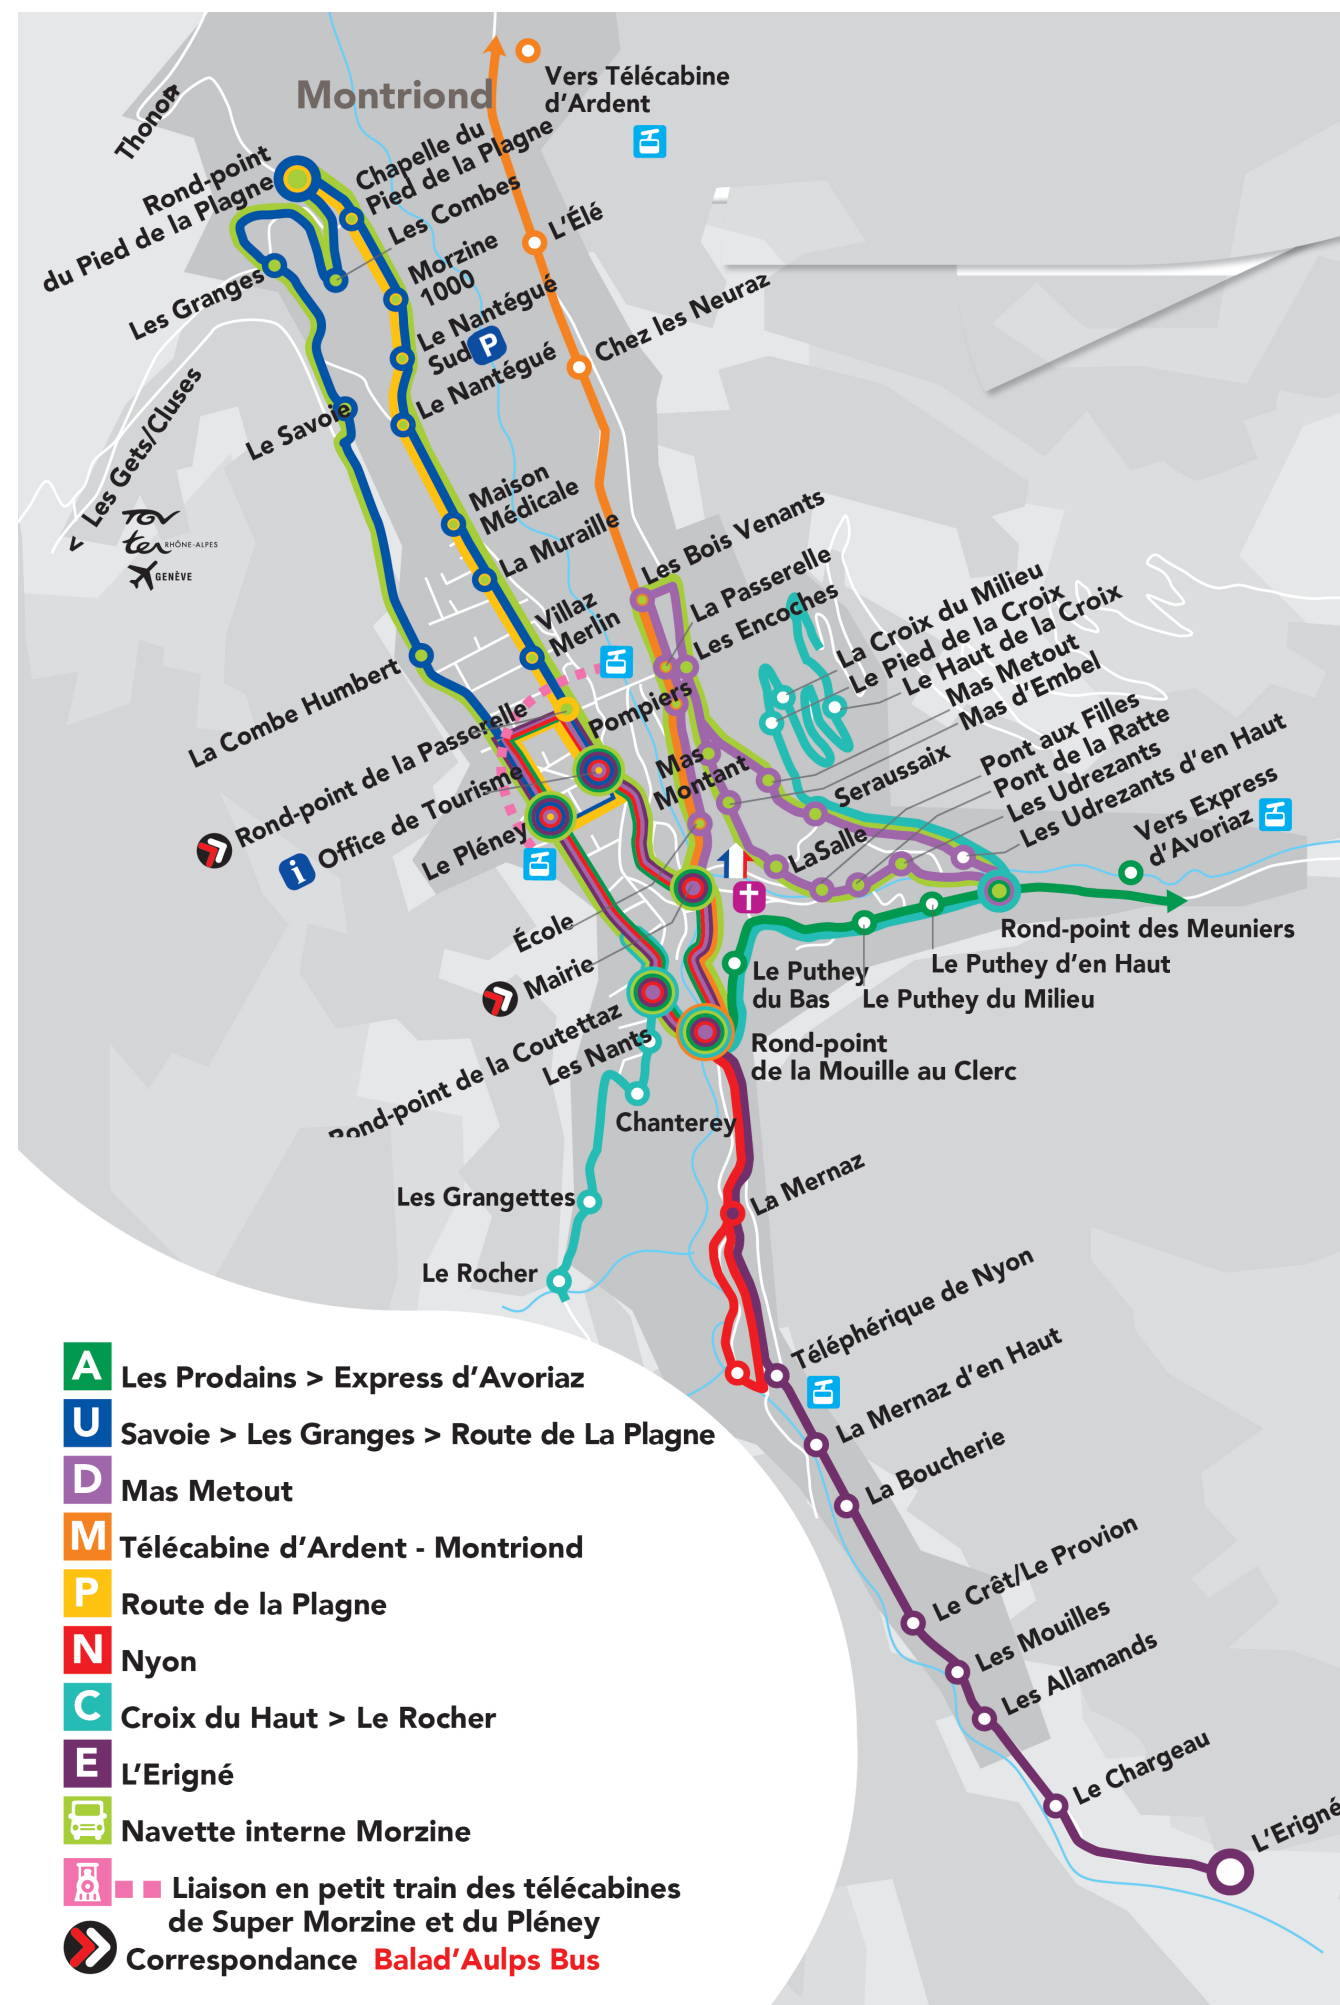 Vers Télécabine
d'Ardent
Montriond
Thonon
Rond-point
du Pied de la Plagne
Chapelle du
Pied de la Plagne
Les Combes
L'Élé
Morzine
1000
Les Granges
Le Nantégué
Sud
P
Chez les Neuraz
Le Nantégué
< Les Gets/Cluses
Le Savoie
TGV
ter RHÔNE-ALPES
GENÈVE
Maison
Médicale
La Muraille
Les Bois Venants
La Passerelle
Les Encoches
Villaz
Merlin
La Croix du Milieu
Le Pied de la Croix
Le Haut de la Croix
Mas Metout
Mas d'Embel
La Combe Humbert
Pompiers
Pont aux Filles
Pont de la Ratte
Les Udrezants
Les Udrezants d'en Haut
Rond-point de la Passerelle
Mas
Montant
Seraussaix
Vers Express
d'Avoriaz
i
Office de Tourisme
Le Pléney
LaSalle
École
Mairie
Rond-point des Meuniers
Le Puthey d'en Haut
Le Puthey
du Bas
Le Puthey du Milieu
Rond-point de la Coutettaz
Les Nants
Rond-point
de la Mouille au Clerc
Chanterey
La Mernaz
Les Grangettes
Le Rocher
Téléphérique de Nyon
La Mernaz d'en Haut
La Boucherie
Le Crêt/Le Provion
Les Mouilles
Les Allamands
Le Chargeau
L'Erigné
A Les Prodains > Express d'Avoriaz
U Savoie > Les Granges > Route de La Plagne
D Mas Metout
M Télécabine d'Ardent - Montriond
P Route de la Plagne
N Nyon
C Croix du Haut > Le Rocher
E L'Erigné
Navette interne Morzine
Liaison en petit train des télécabines
de Super Morzine et du Pléney
Correspondance Balad'Aulps Bus